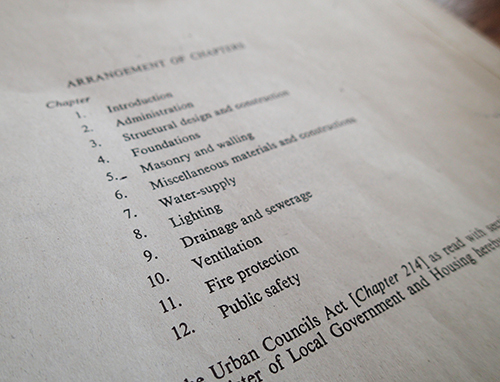 ARRANGEMENT OF CHAPTERS
Chapter
1. Introduction
2. Administration
3. Structural design and construction
4. Foundations
5. Masonry and walling
6. Miscellaneous materials and constructions
7. Water-supply
8. Lighting
9. Drainage and sewerage
10. Ventilation
11. Fire protection
12. Public safety
Urban Councils Act [Chapter 214] as read with
of Local Government and Housing